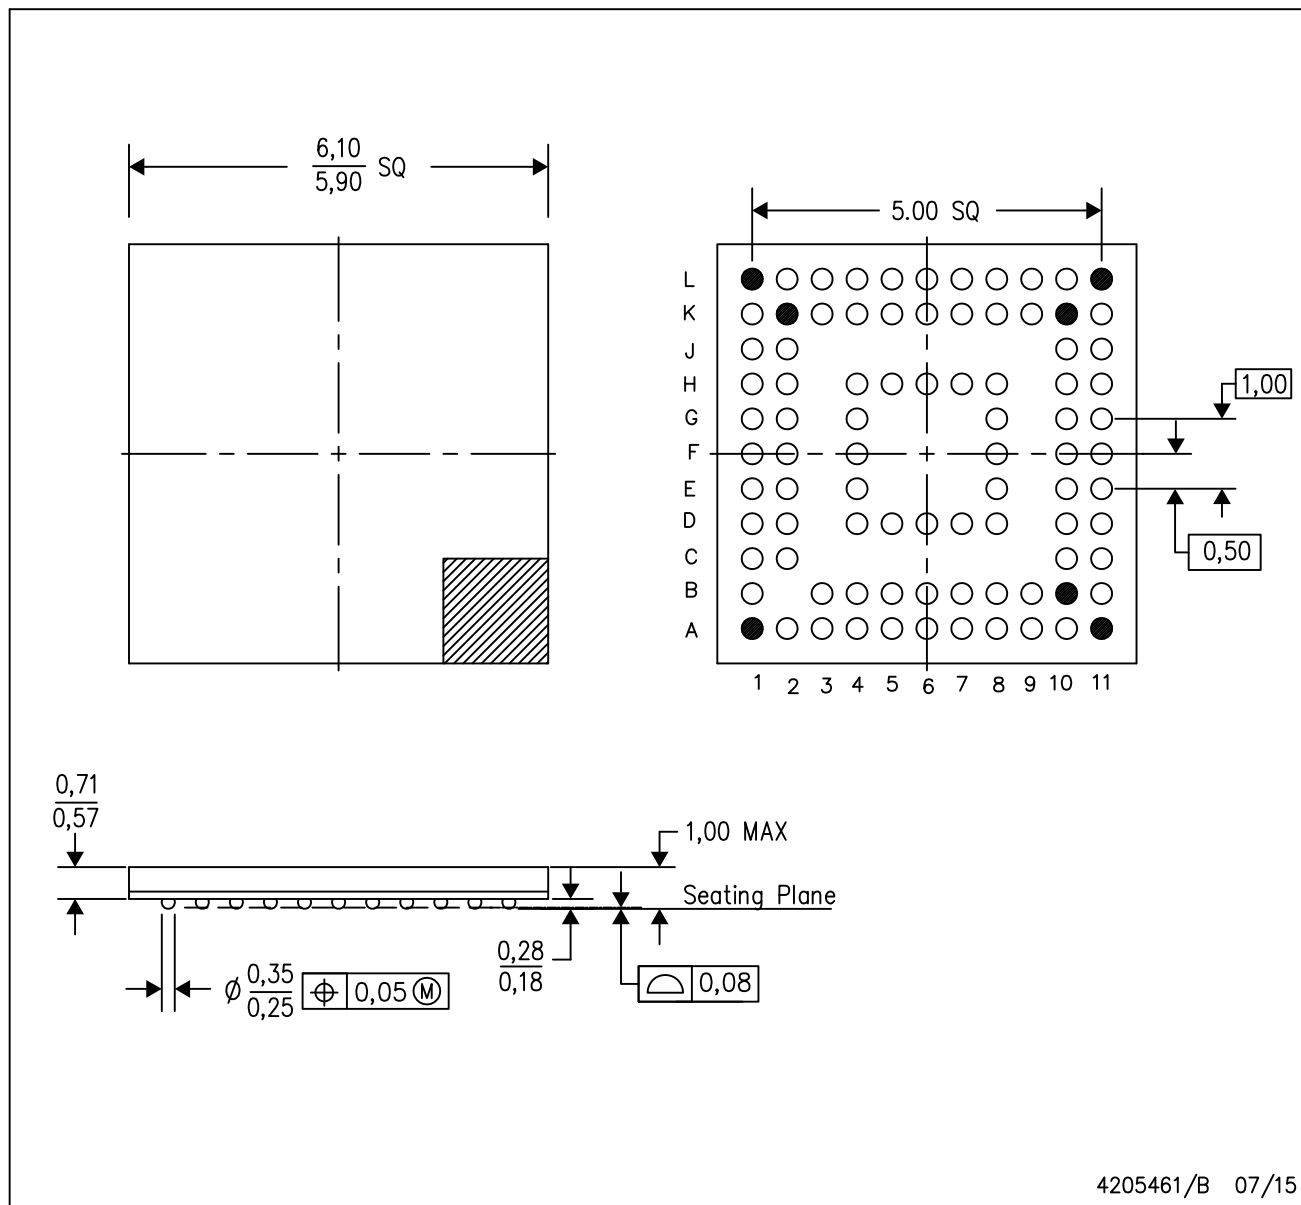 6,10
5,90 SQ
5.00 SQ
L
K
J
H
G
F
E
D
C
B
A
1,00
0,50
1 2 3 4 5 6 7 8 9 10 11
0,71
0,57
1,00 MAX
Seating Plane
0,28
0,18
Ø 0,35
0,25
0,05 Ⓜ
0,08
4205461/B 07/15